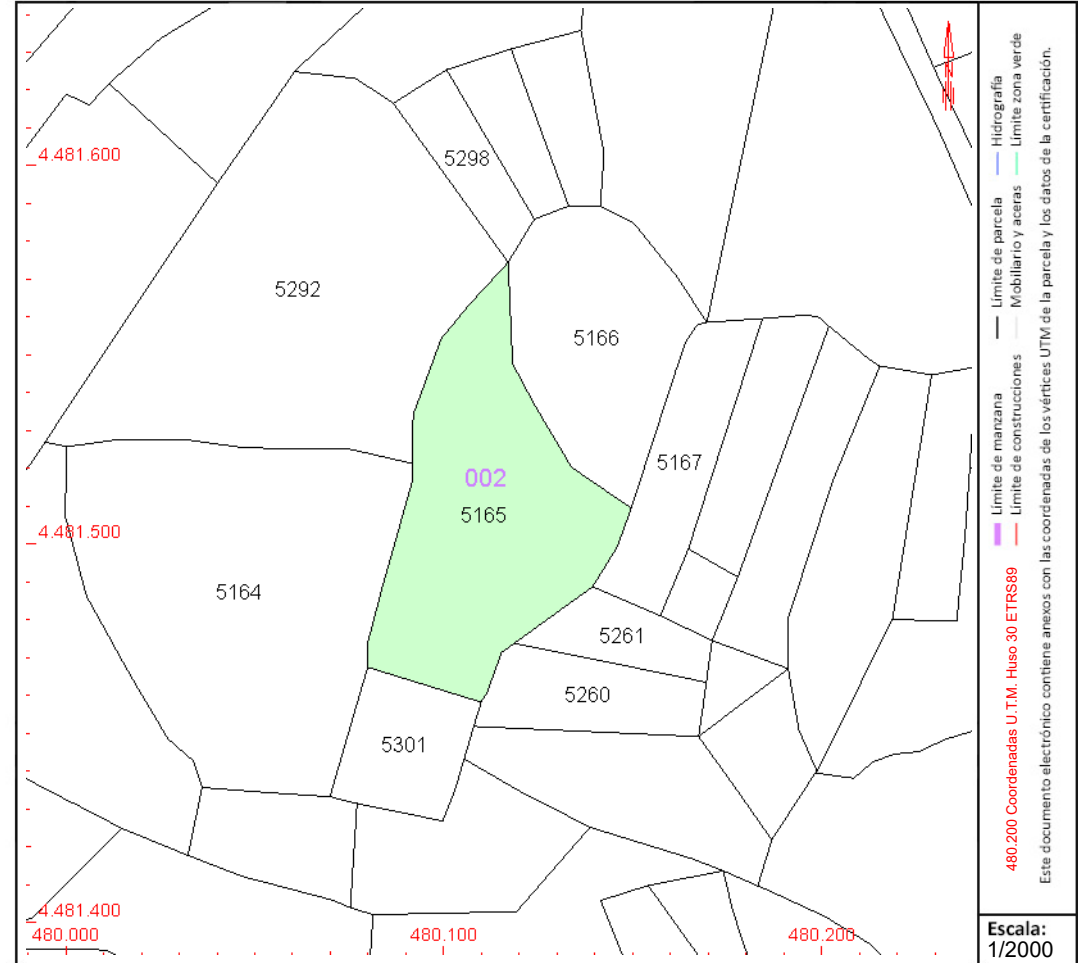 4.481.600
5298
5292
5166
5167
002
5165
4.481.500
5164
5261
5260
5301
4.481.400
480.000
480.100
480.200
Límite de manzana
Límite de parcela
Hidrografía
Límite de construcciones
Mobiliario y aceras
Límite zona verde
480.200 Coordenadas U.T.M. Huso 30 ETRS89
Este documento electrónico contiene anexos con las coordenadas de los vértices UTM de la parcela y los datos de la certificación.
Escala:
1/2000